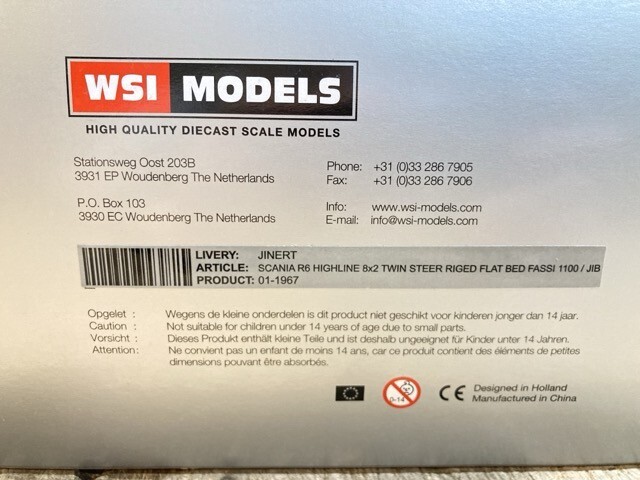 WSI MODELS
HIGH QUALITY DIECAST SCALE MODELS
Stationsweg Oost 203B
3931 EP Woudenberg The Netherlands
P.O. Box 103
3930 EC Woudenberg The Netherlands
Phone: +31 (0)33 286 7905
Fax: +31 (0)33 286 7906
Info: www.wsi-models.com
E-mail: info@wsi-models.com
LIVERY: JINERT
ARTICLE: SCANIA R6 HIGHLINE 8x2 TWIN STEER RIGED FLAT BED FASSI 1100 / JIB
PRODUCT: 01-1967
Opgelet : Wegens de kleine onderdelen is dit product niet geschikt voor kinderen jonger dan 14 jaar.
Caution : Not suitable for children under 14 years of age due to small parts.
Vorsicht : Dieses Produkt enthält kleine Teile und ist deshalb ungeeignet für Kinder unter 14 Jahren.
Attention: Ne convient pas un enfant de moins 14 ans, car ce produit contient des éléments de petites
dimensions pouvent être absorbés.
0-14
CE
Designed in Holland
Manufactured in China